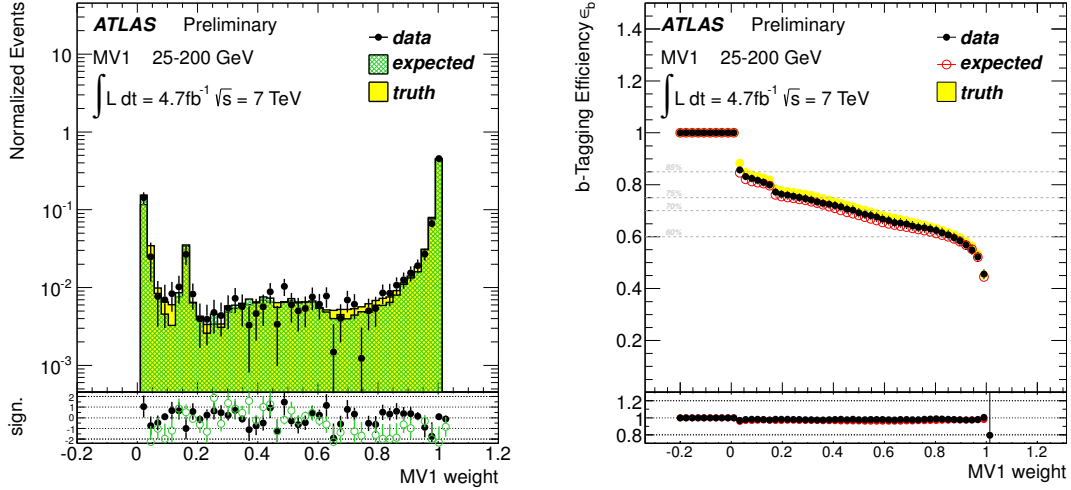 ATLAS Preliminary
MV1 25-200 GeV
∫ L dt = 4.7fb⁻¹ √s = 7 TeV
data
expected
truth
Normalized Events
10
1
10⁻¹
10⁻²
10⁻³
sign.
2
1
0
-1
-2
-0.2 0 0.2 0.4 0.6 0.8 1 1.2
MV1 weight
ATLAS Preliminary
MV1 25-200 GeV
∫ L dt = 4.7fb⁻¹ √s = 7 TeV
data
expected
truth
b-Tagging Efficiency ϵ_b
1.4
1.2
1
0.8
0.6
0.4
0.2
85%
75%
70%
60%
1.2
1
0.8
-0.2 0 0.2 0.4 0.6 0.8 1 1.2
MV1 weight